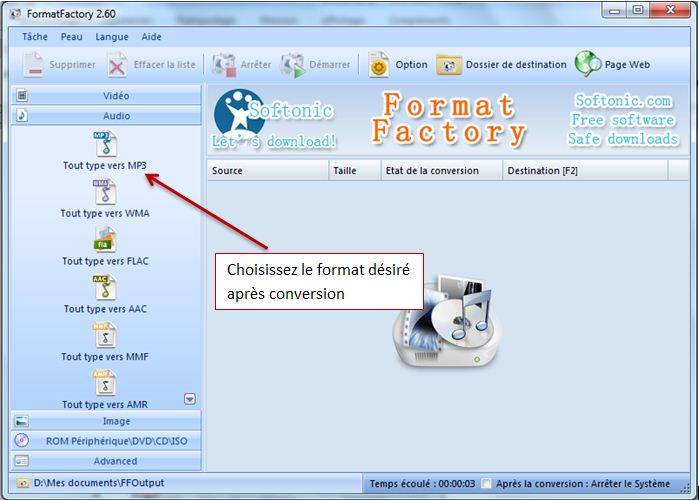 FormatFactory 2.60
Tâche Peau Langue Aide
Supprimer Effacer la liste Arrêter Démarrer Option Dossier de destination Page Web
Vidéo
Audio
MP3
Tout type vers MP3
WMA
Tout type vers WMA
fla
Tout type vers FLAC
AAC
Tout type vers AAC
MMF
Tout type vers MMF
AMR
Tout type vers AMR
Image
ROM Périphérique\DVD\CD\ISO
Advanced
Softonic
Let's download!
Format
Factory
Softonic.com
Free software
Safe downloads
Source Taille Etat de la conversion Destination [F2]
Choisissez le format désiré
après conversion
D:\Mes documents\FFOutput
Temps écoulé : 00:00:03 Après la conversion : Arrêter le Système